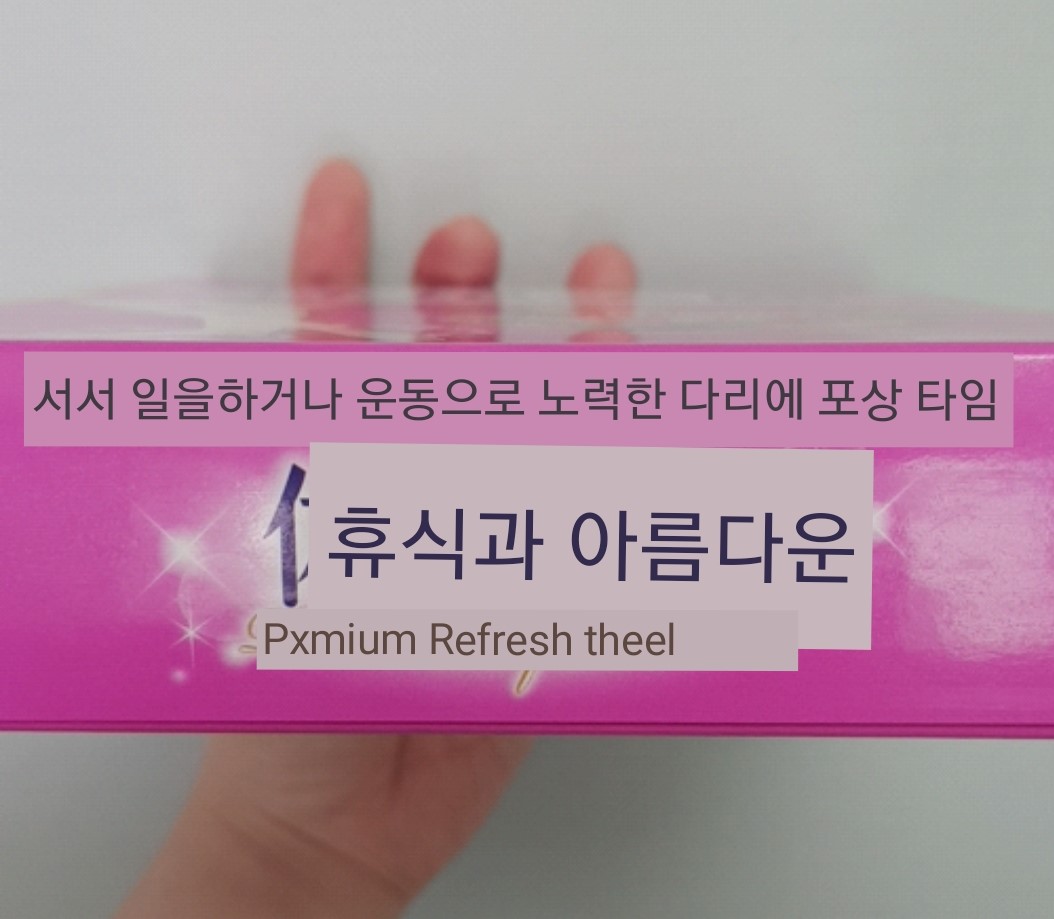 서서 일을하거나 운동으로 노력한 다리에 포상 타임
휴식과 아름다운
Pxmium Refresh theel